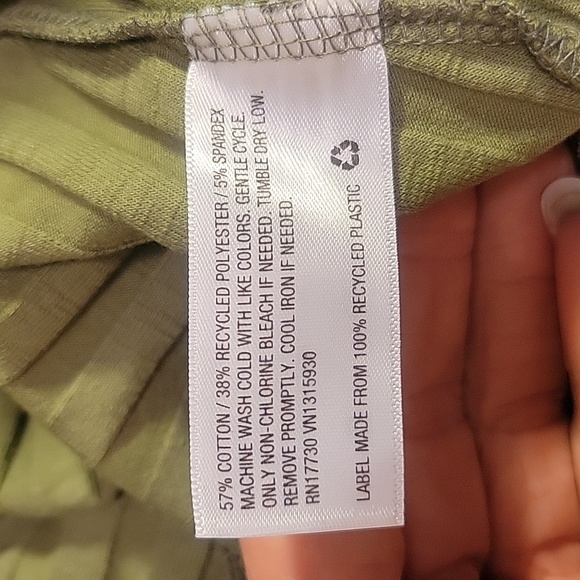 57% COTTON / 38% RECYCLED POLYESTER / 5% SPANDEX
MACHINE WASH COLD WITH LIKE COLORS. GENTLE CYCLE.
ONLY NON-CHLORINE BLEACH IF NEEDED. TUMBLE DRY LOW.
REMOVE PROMPTLY. COOL IRON IF NEEDED.
RN17730 VN1315930
LABEL MADE FROM 100% RECYCLED PLASTIC